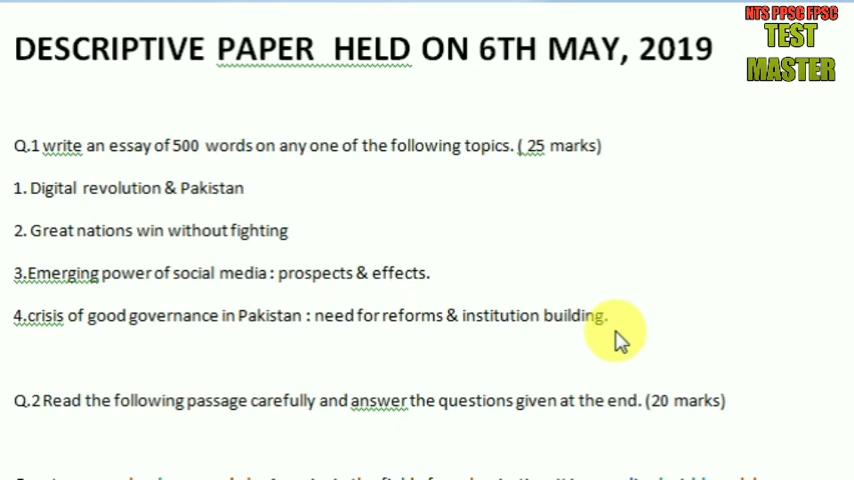 NTS PPSC FPSC
TEST
MASTER
DESCRIPTIVE PAPER HELD ON 6TH MAY, 2019
Q.1 write an essay of 500 words on any one of the following topics. ( 25 marks)
1. Digital revolution & Pakistan
2. Great nations win without fighting
3.Emerging power of social media : prospects & effects.
4.crisis of good governance in Pakistan : need for reforms & institution building.
Q.2 Read the following passage carefully and answer the questions given at the end. (20 marks)